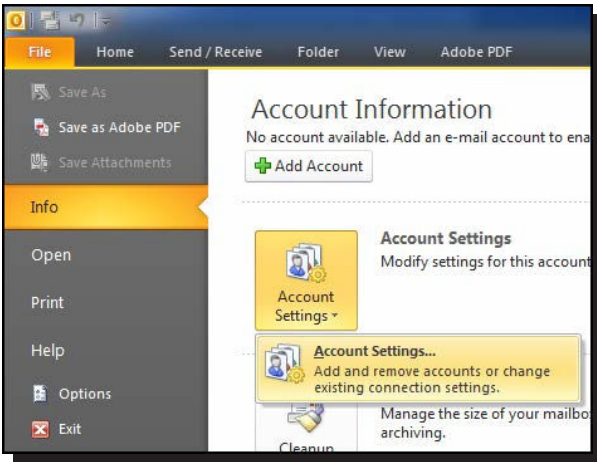 File Home Send / Receive Folder View Adobe PDF
Save As
Save as Adobe PDF
Save Attachments
Info
Open
Print
Help
Options
Exit
Account Information
No account available. Add an e-mail account to ena
Add Account
Account Settings
Modify settings for this account
Account
Settings
Account Settings...
Add and remove accounts or change
existing connection settings.
Manage the size of your mailbo
archiving.
Cleanup